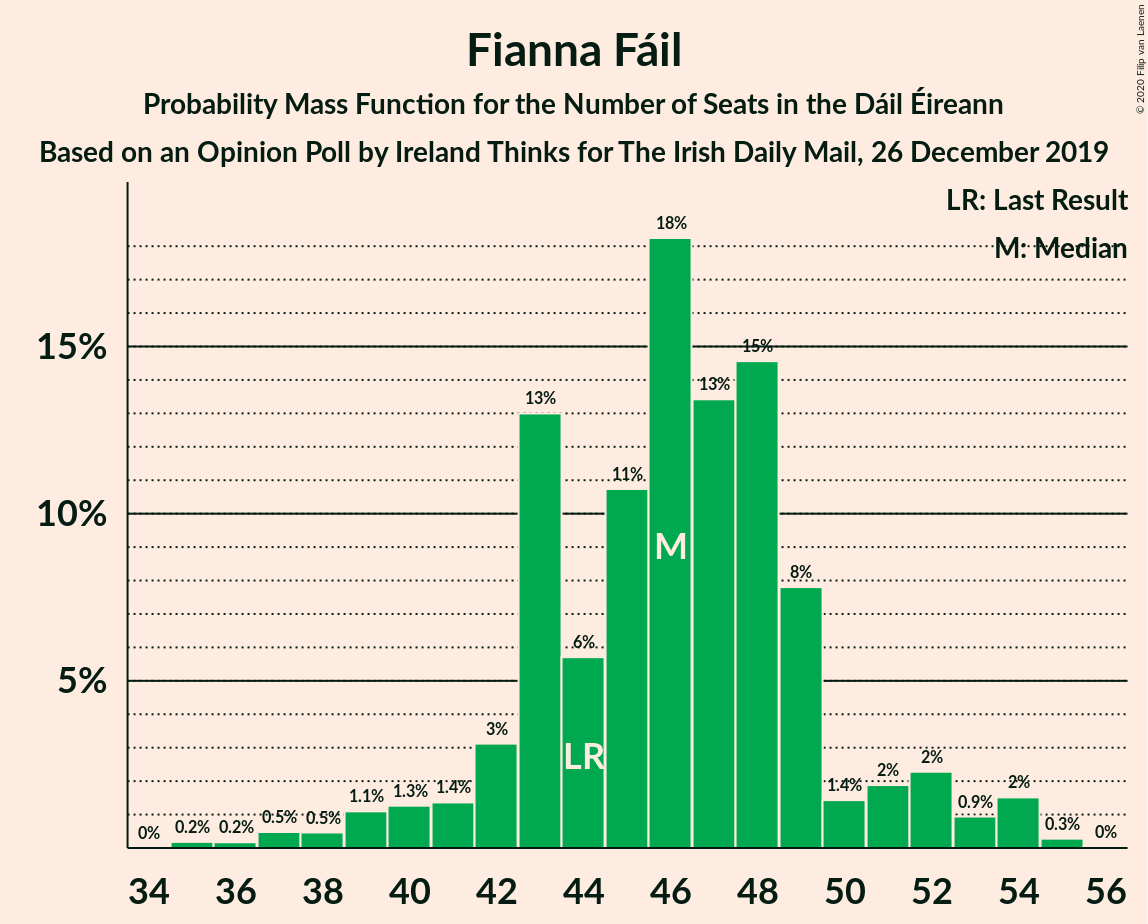 Fianna Fáil
Probability Mass Function for the Number of Seats in the Dáil Éireann
Based on an Opinion Poll by Ireland Thinks for The Irish Daily Mail, 26 December 2019
© 2020 Filip van Laenen
LR: Last Result
M: Median
15%
10%
5%
0%
0.2%
0.2%
0.5%
0.5%
1.1%
1.3%
1.4%
3%
13%
6%
11%
18%
13%
15%
8%
1.4%
2%
2%
0.9%
2%
0.3%
0%
LR
M
34 36 38 40 42 44 46 48 50 52 54 56